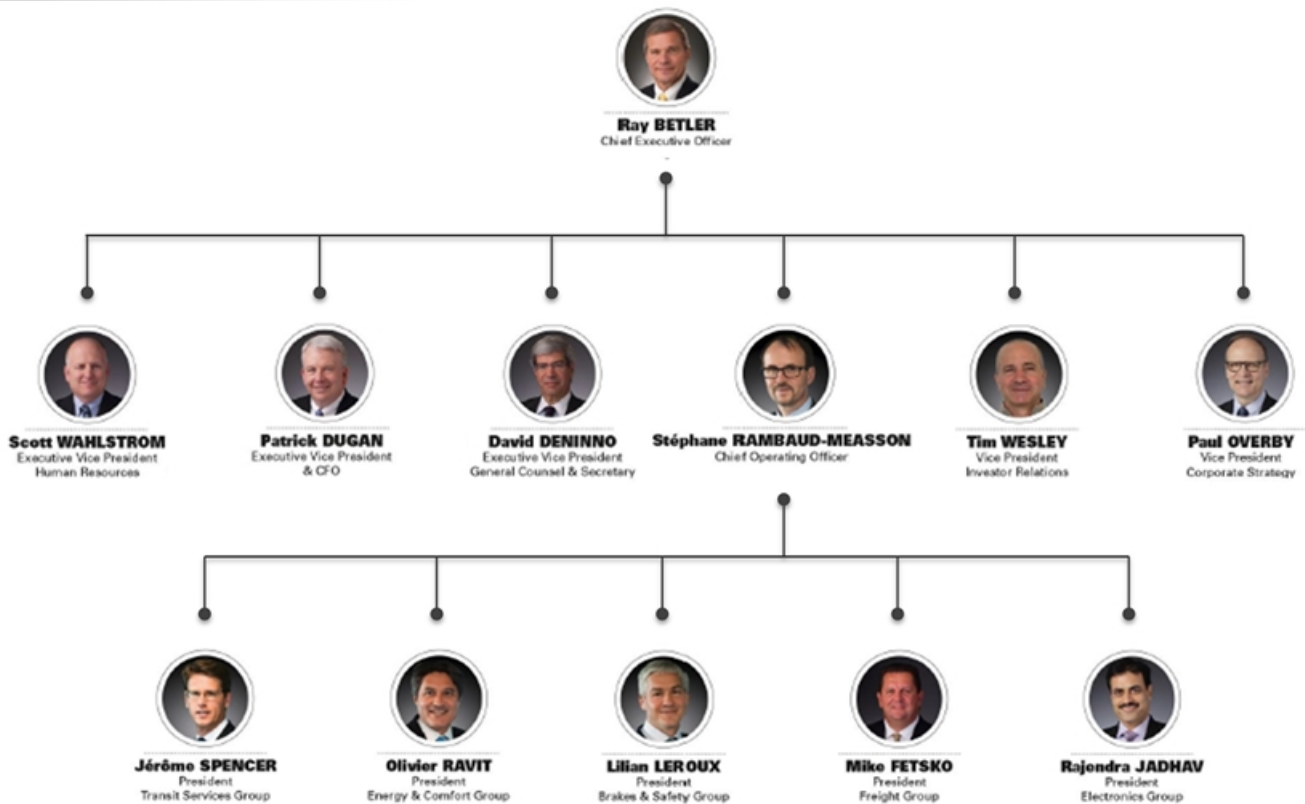 Ray BETLER
Chief Executive Officer
Scott WAHLSTROM
Executive Vice President
Human Resources
Patrick DUGAN
Executive Vice President
& CFO
David DENINNO
Executive Vice President
General Counsel & Secretary
Stéphane RAMBAUD-MEASSON
Chief Operating Officer
Tim WESLEY
Vice President
Investor Relations
Paul OVERBY
Vice President
Corporate Strategy
Jérôme SPENCER
President
Transit Services Group
Olivier RAVIT
President
Energy & Comfort Group
Lilian LEROUX
President
Brakes & Safety Group
Mike FETSKO
President
Freight Group
Rajendra JADHAV
President
Electronics Group